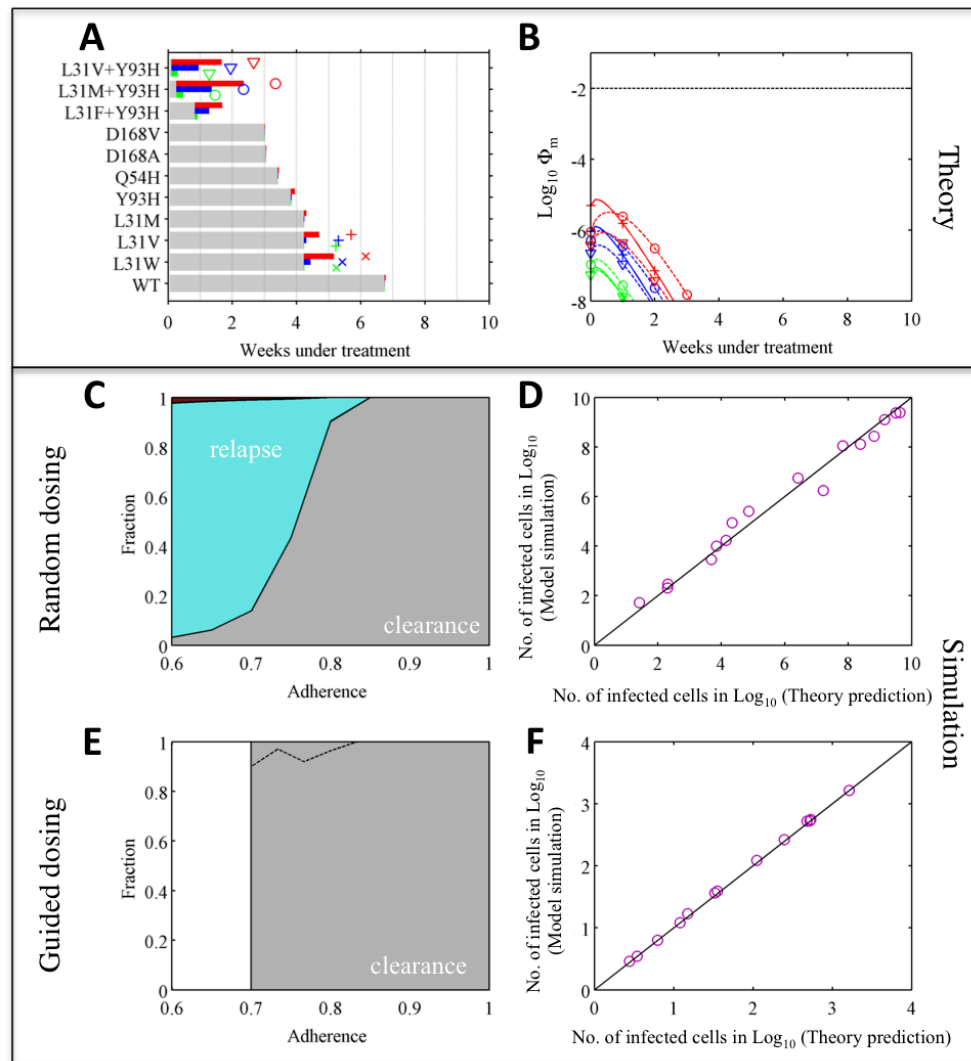 A
L31V+Y93H
L31M+Y93H
L31F+Y93H
D168V
D168A
Q54H
Y93H
L31M
L31V
L31W
WT
0 2 4 6 8 10
Weeks under treatment
B
Log10 Φm
-2
-4
-6
-8
0 2 4 6 8 10
Weeks under treatment
Theory
Random dosing
C
Fraction
1
0.8
0.6
0.4
0.2
0
relapse
clearance
0.6 0.7 0.8 0.9 1
Adherence
D
No. of infected cells in Log10
(Model simulation)
10
8
6
4
2
0
0 2 4 6 8 10
No. of infected cells in Log10 (Theory prediction)
Simulation
Guided dosing
E
Fraction
1
0.8
0.6
0.4
0.2
0
clearance
0.6 0.7 0.8 0.9 1
Adherence
F
No. of infected cells in Log10
(Model simulation)
4
3
2
1
0
0 1 2 3 4
No. of infected cells in Log10 (Theory prediction)